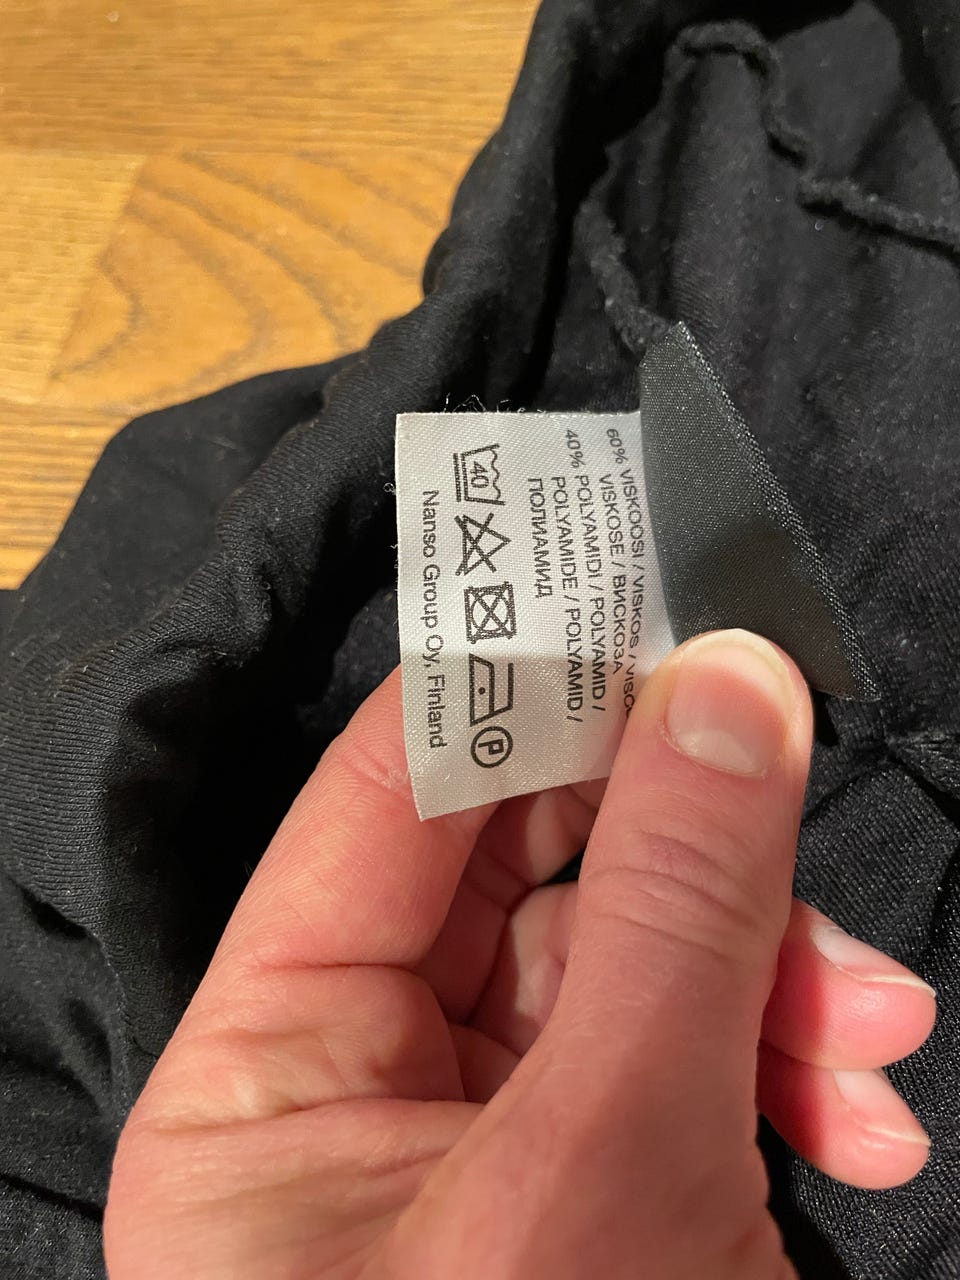 60% VISKOOSI / VISKOS /
VISKOSE / ВИСКОЗА
40% POLYAMIDI / POLYAMID /
POLYAMIDE / POLYAMID /
ПОЛИАМИД
40
P
Nanso Group Oy, Finland